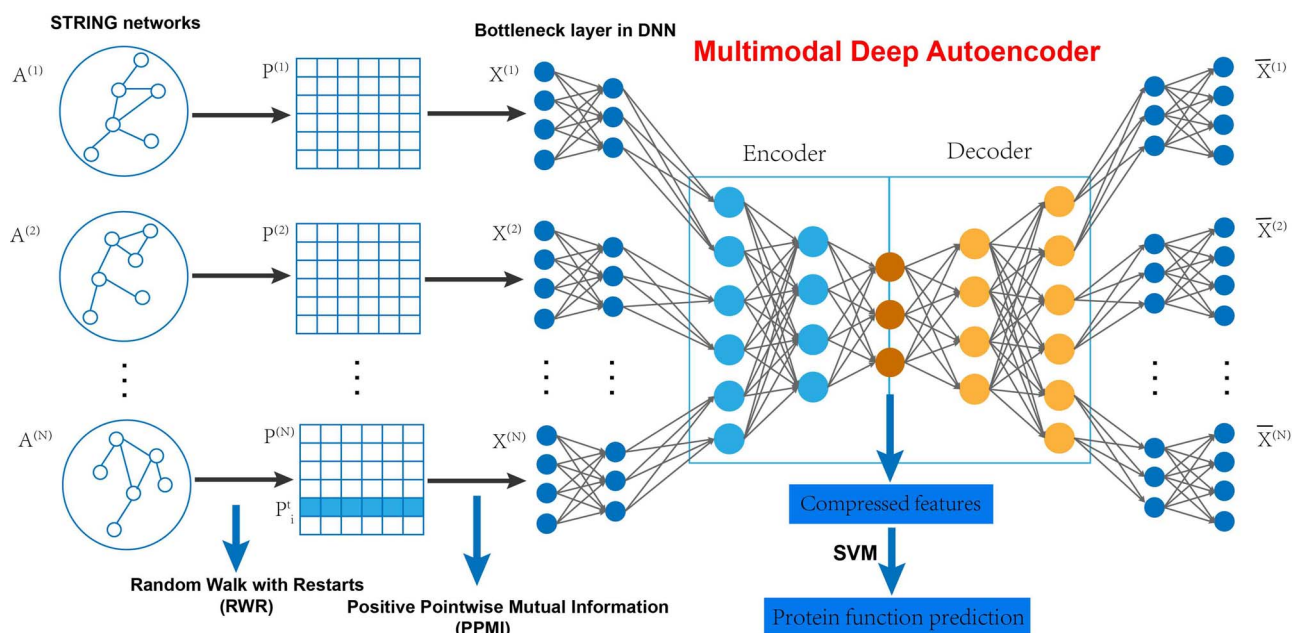 STRING networks
Bottleneck layer in DNN
Multimodal Deep Autoencoder
A(1)
P(1)
X(1)
X̅(1)
Encoder
Decoder
A(2)
P(2)
X(2)
X̅(2)
A(N)
P(N)
X(N)
X̅(N)
P t i
Compressed features
SVM
Random Walk with Restarts
(RWR)
Positive Pointwise Mutual Information
(PPMI)
Protein function prediction